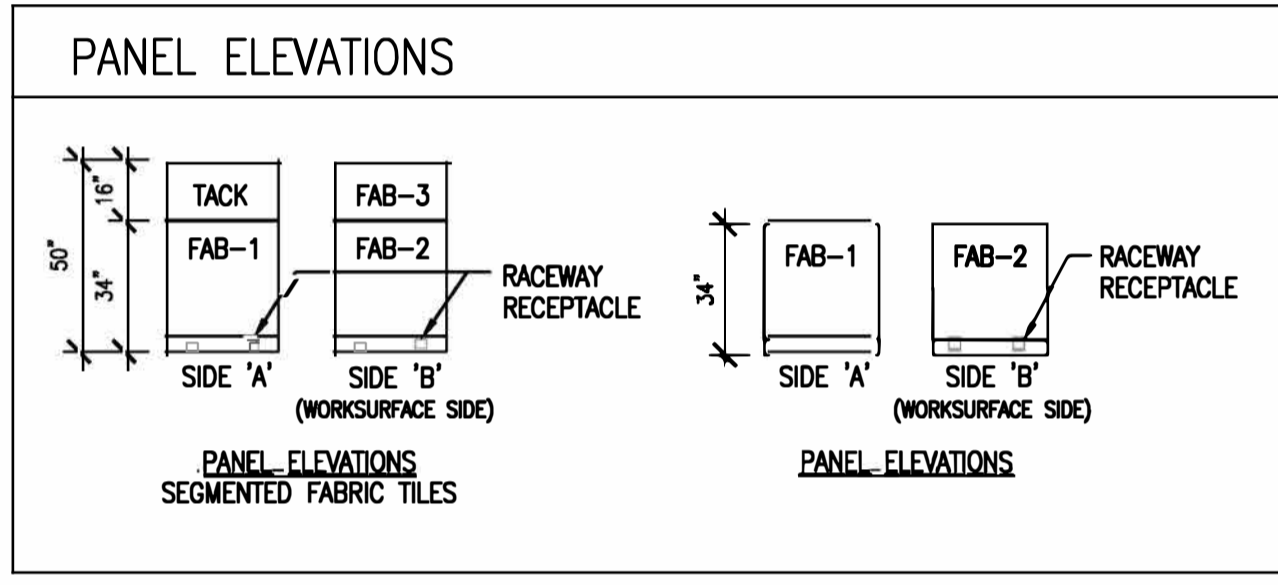 PANEL ELEVATIONS
16"
50"
34"
TACK
FAB-1
FAB-3
FAB-2
RACEWAY
RECEPTACLE
SIDE 'A'
SIDE 'B'
(WORKSURFACE SIDE)
PANEL ELEVATIONS
SEGMENTED FABRIC TILES
34"
FAB-1
FAB-2
RACEWAY
RECEPTACLE
SIDE 'A'
SIDE 'B'
(WORKSURFACE SIDE)
PANEL ELEVATIONS